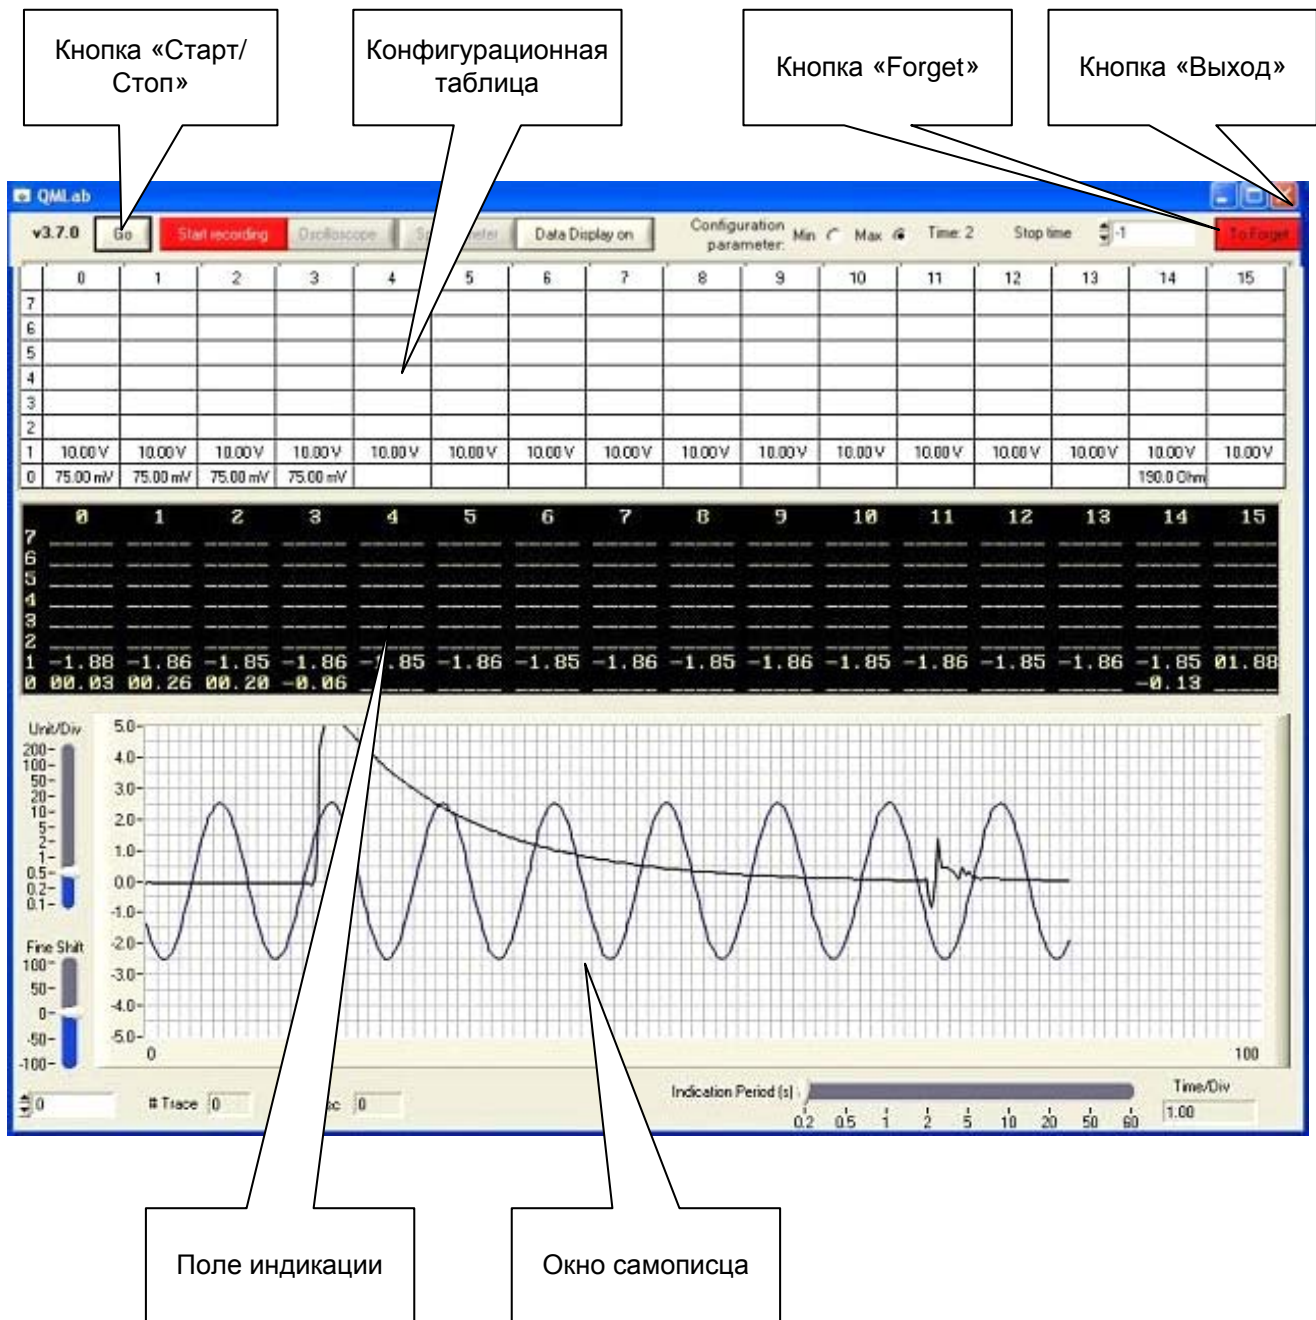 Кнопка «Старт/
Стоп»
Конфигурационная
таблица
Кнопка «Forget»
Кнопка «Выход»
QMLab
v3.7.0 Go Start recording Oscilloscope Data Display on Configuration parameter: Min Max Time: 2 Stop time -1 To Forget
0 1 2 3 4 5 6 7 8 9 10 11 12 13 14 15
7
6
5
4
3
2
1 10.00 V 10.00 V 10.00 V 10.00 V 10.00 V 10.00 V 10.00 V 10.00 V 10.00 V 10.00 V 10.00 V 10.00 V 10.00 V 10.00 V 10.00 V 10.00 V
0 75.00 mV 75.00 mV 75.00 mV 75.00 mV 190.0 Ohm
0 1 2 3 4 5 6 7 8 9 10 11 12 13 14 15
7
6
5
4
3
2
1 -1.88 -1.86 -1.85 -1.86 -1.85 -1.86 -1.85 -1.86 -1.85 -1.86 -1.85 -1.86 -1.85 -1.86 -1.85 01.88
0 00.03 00.26 00.20 -0.06 -0.13
Unit/Div
200
100
50
20
10
5
2
1
0.5
0.2
0.1
Fine Shift
100
50
0
-50
-100
5.0
4.0
3.0
2.0
1.0
0.0
-1.0
-2.0
-3.0
-4.0
-5.0
0 100
0 # Trace 0 0
Indication Period (s)
0.2 0.5 1 2 5 10 20 50 60
Time/Div
1.00
Поле индикации
Окно самописца